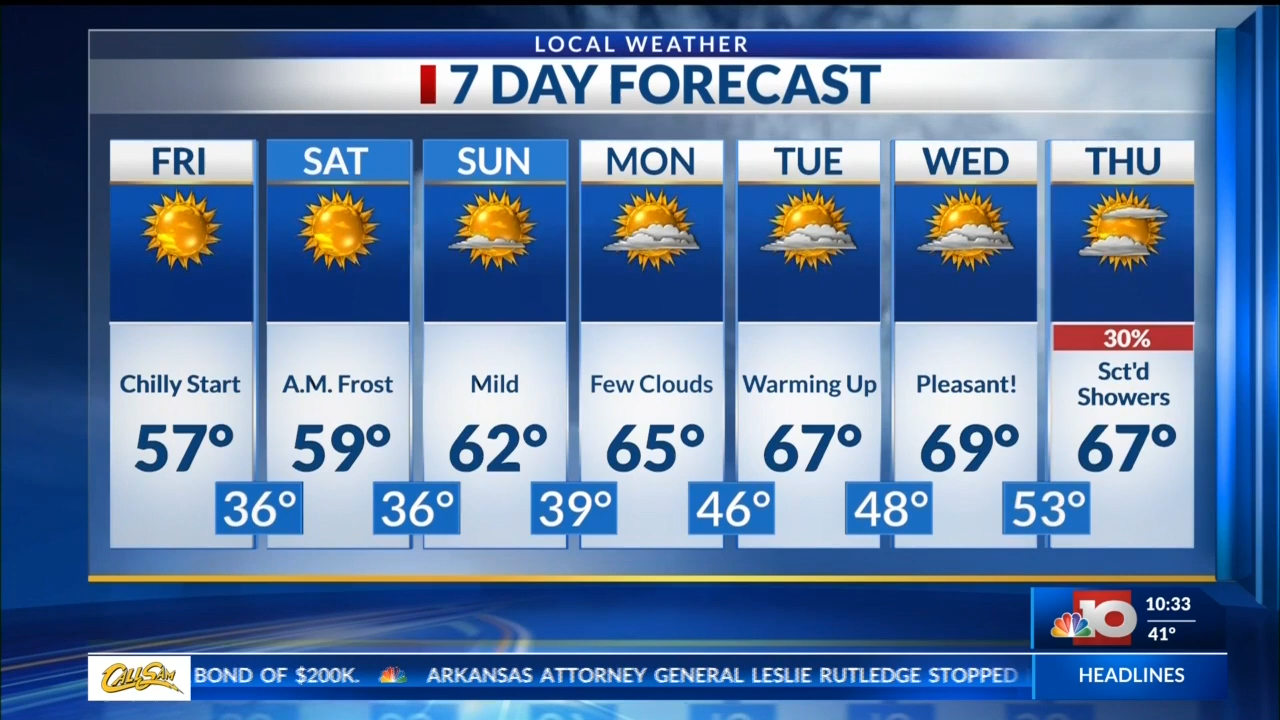 LOCAL WEATHER
7 DAY FORECAST
FRI SAT SUN MON TUE WED THU
30%
Chilly Start A.M. Frost Mild Few Clouds Warming Up Pleasant! Sct'd
Showers
57° 59° 62° 65° 67° 69° 67°
36° 36° 39° 46° 48° 53°
10 10:33
41°
CALL SAM BOND OF $200K. ARKANSAS ATTORNEY GENERAL LESLIE RUTLEDGE STOPPED HEADLINES